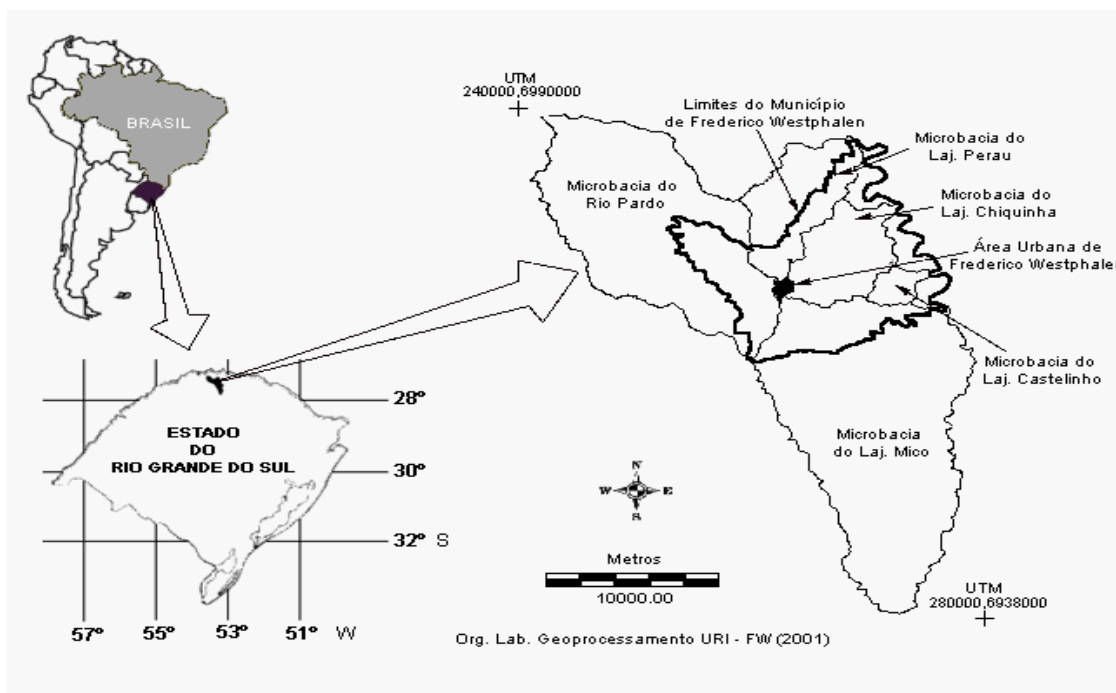 BRASIL
UTM
240000,6990000
Limites do Município
de Frederico Westphalen
Microbacia do
Laj. Perau
Microbacia do
Rio Pardo
Microbacia do
Laj. Chiquinha
Área Urbana de
Frederico Westphalen
Microbacia do
Laj. Castelinho
Microbacia
do Laj. Mico
ESTADO
DO
RIO GRANDE DO SUL
28º
30º
32º S
57º 55º 53º 51º W
N
W E
S
Metros
10000.00
UTM
280000,6938000
Org. Lab. Geoprocessamento URI - FW (2001)